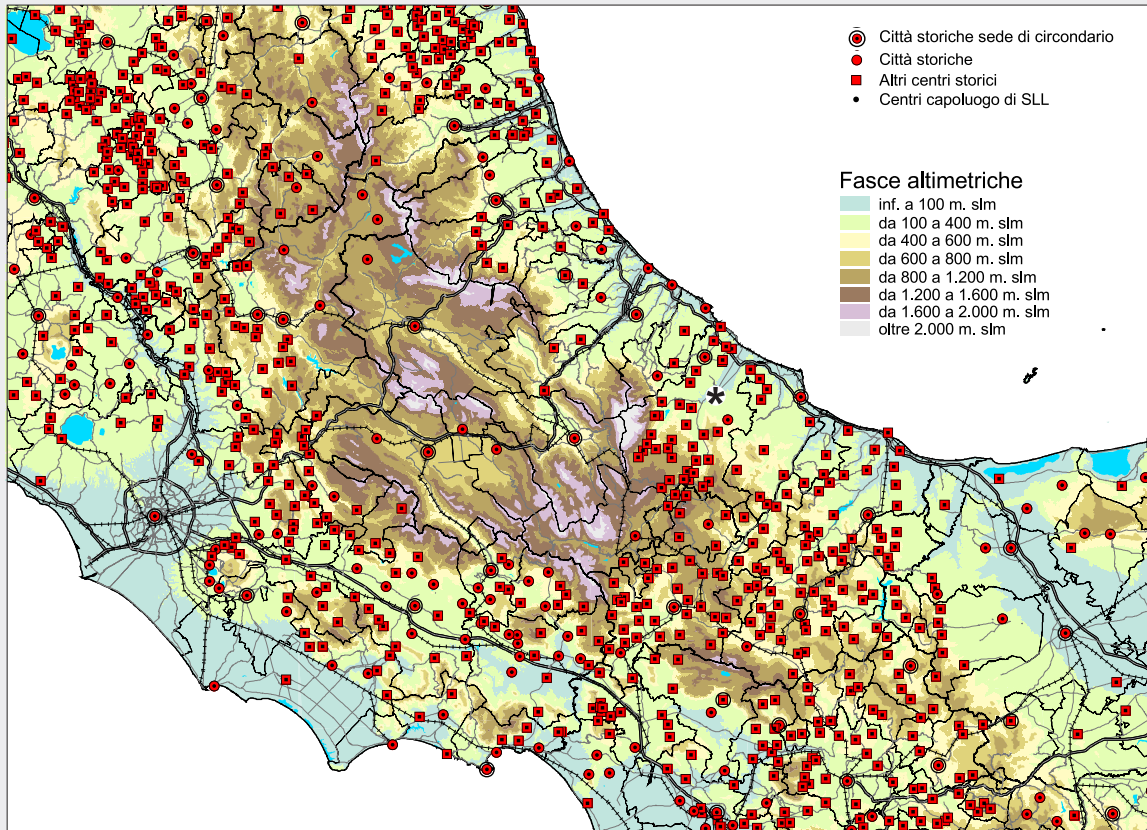 Città storiche sede di circondario
Città storiche
Altri centri storici
Centri capoluogo di SLL
Fasce altimetriche
inf. a 100 m. slm
da 100 a 400 m. slm
da 400 a 600 m. slm
da 600 a 800 m. slm
da 800 a 1.200 m. slm
da 1.200 a 1.600 m. slm
da 1.600 a 2.000 m. slm
oltre 2.000 m. slm
*